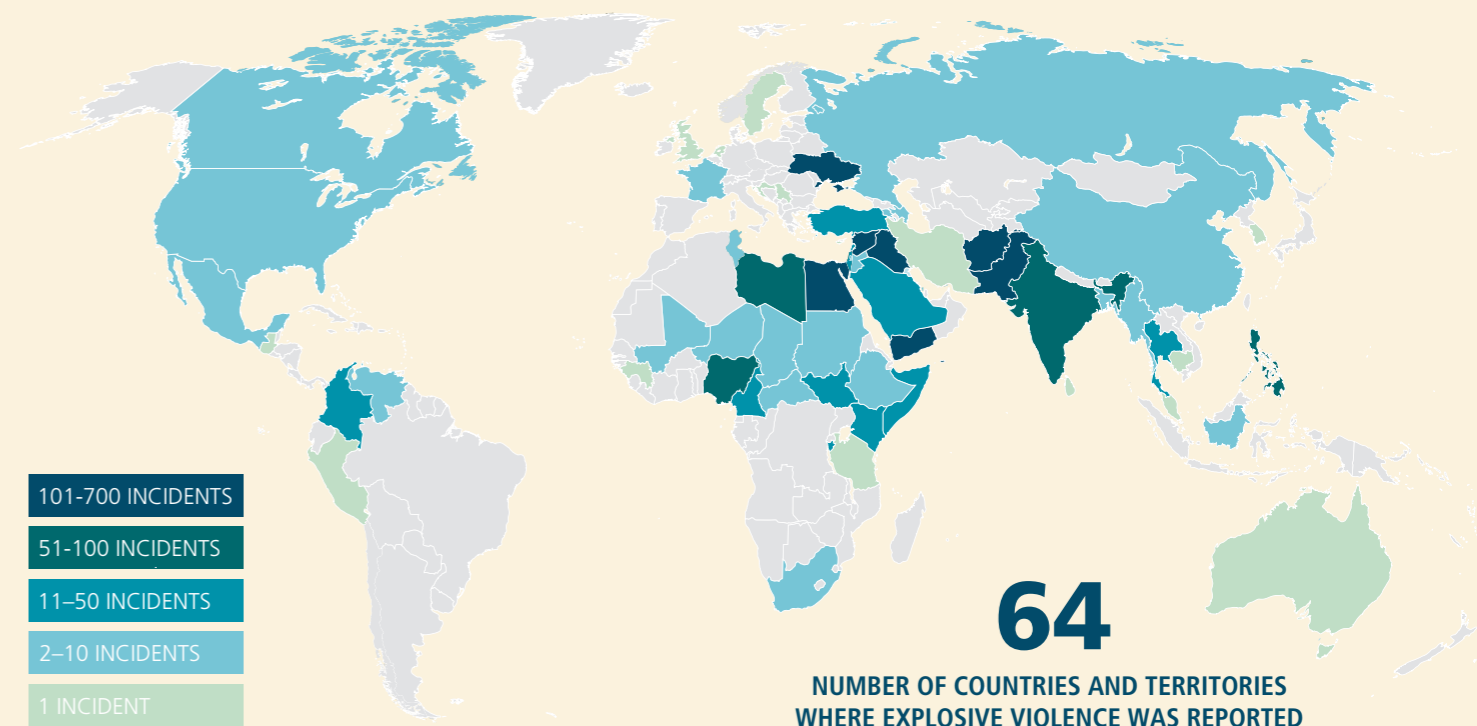 101-700 INCIDENTS
51-100 INCIDENTS
11–50 INCIDENTS
2–10 INCIDENTS
1 INCIDENT
64
NUMBER OF COUNTRIES AND TERRITORIES
WHERE EXPLOSIVE VIOLENCE WAS REPORTED